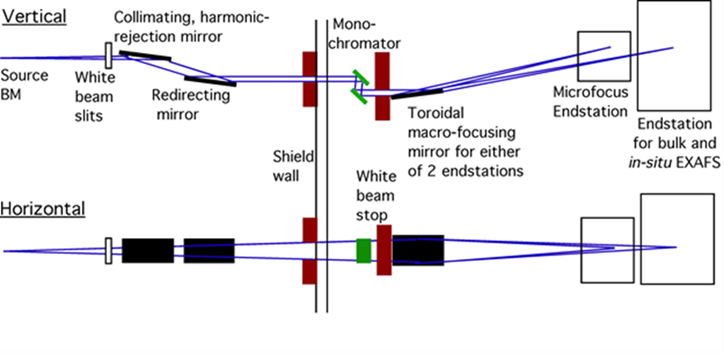 Vertical
Collimating, harmonic-
rejection mirror
Mono-
chromator
Source
BM
White
beam
slits
Redirecting
mirror
Toroidal
macro-focusing
mirror for either
of 2 endstations
Microfocus
Endstation
Endstation
for bulk and
in-situ EXAFS
Shield
wall
White
beam
stop
Horizontal